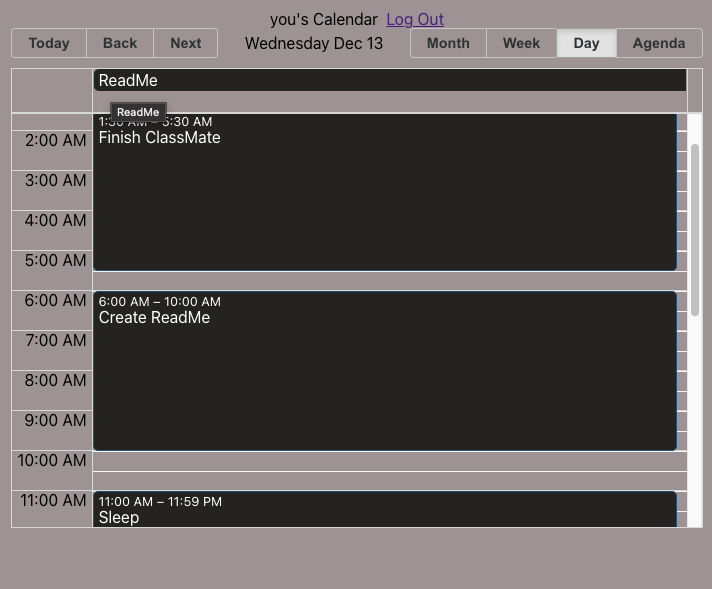 you's Calendar Log Out
Today Back Next Wednesday Dec 13 Month Week Day Agenda
ReadMe
ReadMe
1:30 AM – 5:30 AM
Finish ClassMate
2:00 AM
3:00 AM
4:00 AM
5:00 AM
6:00 AM 6:00 AM – 10:00 AM
Create ReadMe
7:00 AM
8:00 AM
9:00 AM
10:00 AM
11:00 AM 11:00 AM – 11:59 PM
Sleep